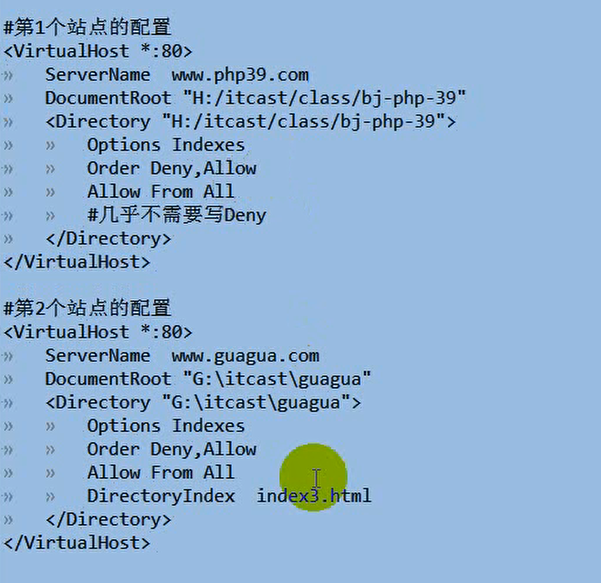 #第1个站点的配置
<VirtualHost *:80>
» ServerName www.php39.com
» DocumentRoot "H:/itcast/class/bj-php-39"
» <Directory "H:/itcast/class/bj-php-39">
» » Options Indexes
» » Order Deny,Allow
» » Allow From All
» » #几乎不需要写Deny
» </Directory>
</VirtualHost>
#第2个站点的配置
<VirtualHost *:80>
» ServerName www.guagua.com
» DocumentRoot "G:\itcast\guagua"
» <Directory "G:\itcast\guagua">
» » Options Indexes
» » Order Deny,Allow
» » Allow From All
» » DirectoryIndex index3.html
» </Directory>
</VirtualHost>